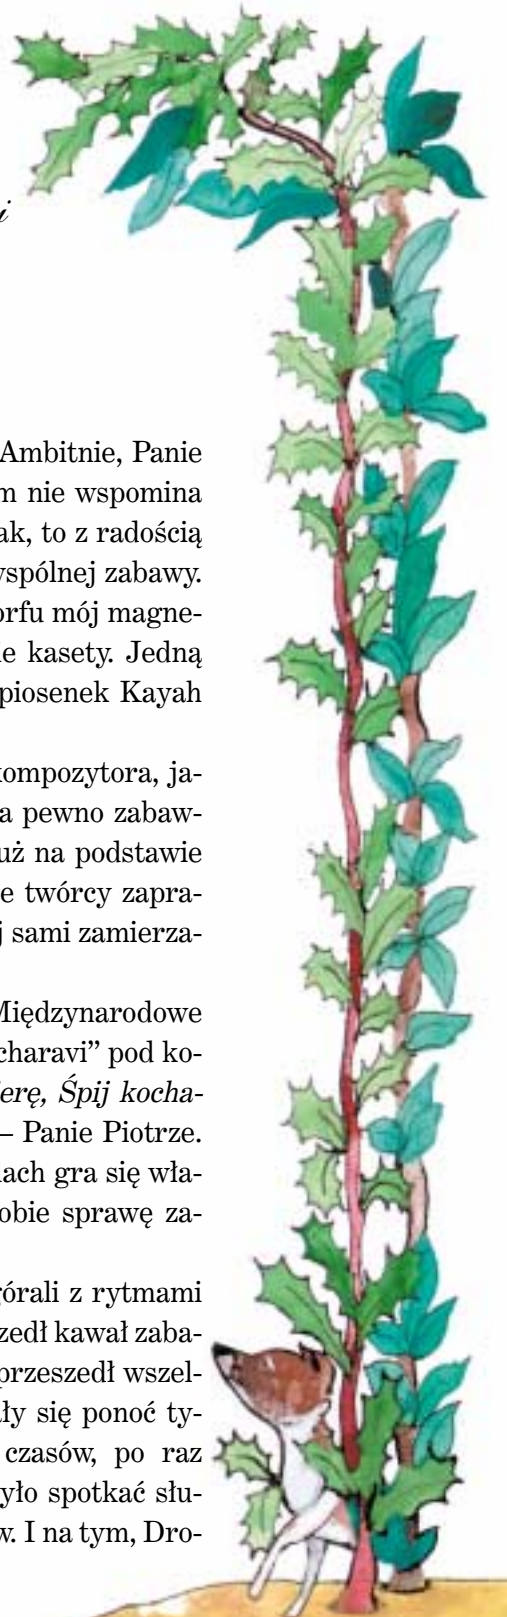 i
Ambitnie, Panie
m nie wspomina
ak, to z radością
wspólnej zabawy.
orfu mój magne-
e kasety. Jedną
piosenek Kayah
kompozytora, ja-
a pewno zabaw-
uż na podstawie
e twórcy zapra-
j sami zamierza-
Międzynarodowe
charavi” pod ko-
erę, Śpij kocha-
– Panie Piotrze.
ach gra się wła-
obie sprawę za-
górali z rytmami
zedł kawał zaba-
przeszedł wszel-
ały się ponoć ty-
czasów, po raz
yło spotkać słu-
w. I na tym, Dro-